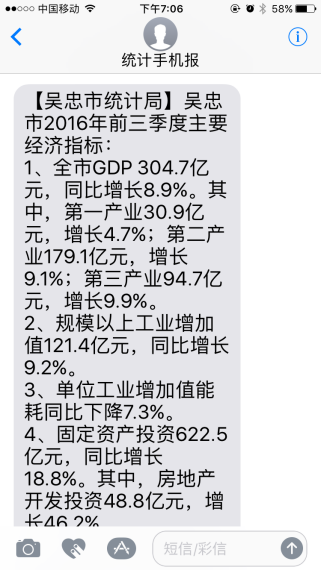 中国移动 下午7:06 58%
统计手机报
【吴忠市统计局】吴忠
市2016年前三季度主要
经济指标：
1、全市GDP 304.7亿
元，同比增长8.9%。其
中，第一产业30.9亿
元，增长4.7%；第二产
业179.1亿元，增长
9.1%；第三产业94.7亿
元，增长9.9%。
2、规模以上工业增加
值121.4亿元，同比增长
9.2%。
3、单位工业增加值能
耗同比下降7.3%。
4、固定资产投资622.5
亿元，同比增长
18.8%。其中，房地产
开发投资48.8亿元，增
长46.2%
短信/彩信